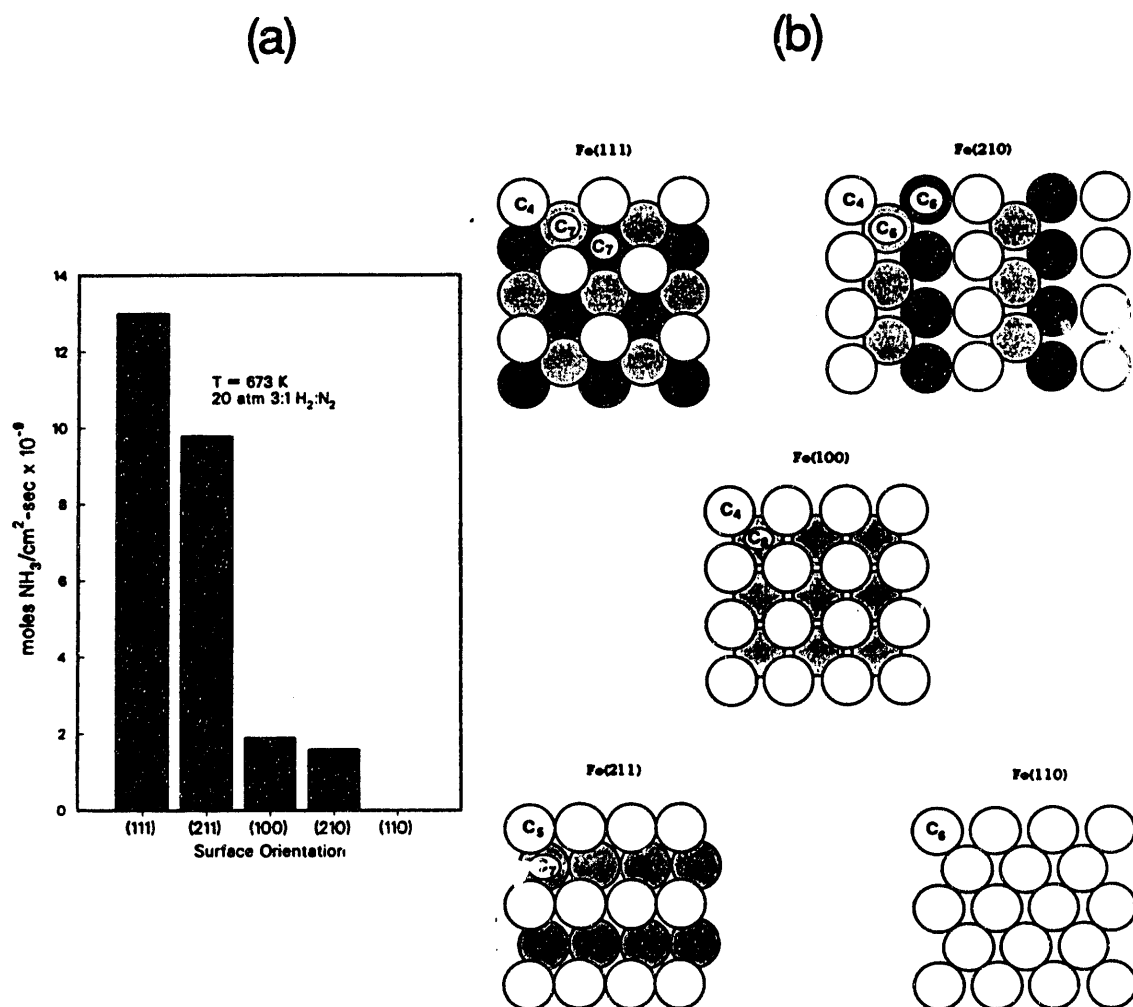 (a)
(b)
14
12
10
8
6
4
2
0
moles NH₃/cm²-sec x 10⁻⁹
T = 673 K
20 atm 3:1 H₂:N₂
(111) (211) (100) (210) (110)
Surface Orientation
Fe(111)
C₄
C₇
C₇
Fe(210)
C₄
C₆
C₆
Fe(100)
C₄
Fe(211)
C₅
C₇
Fe(110)
C₆